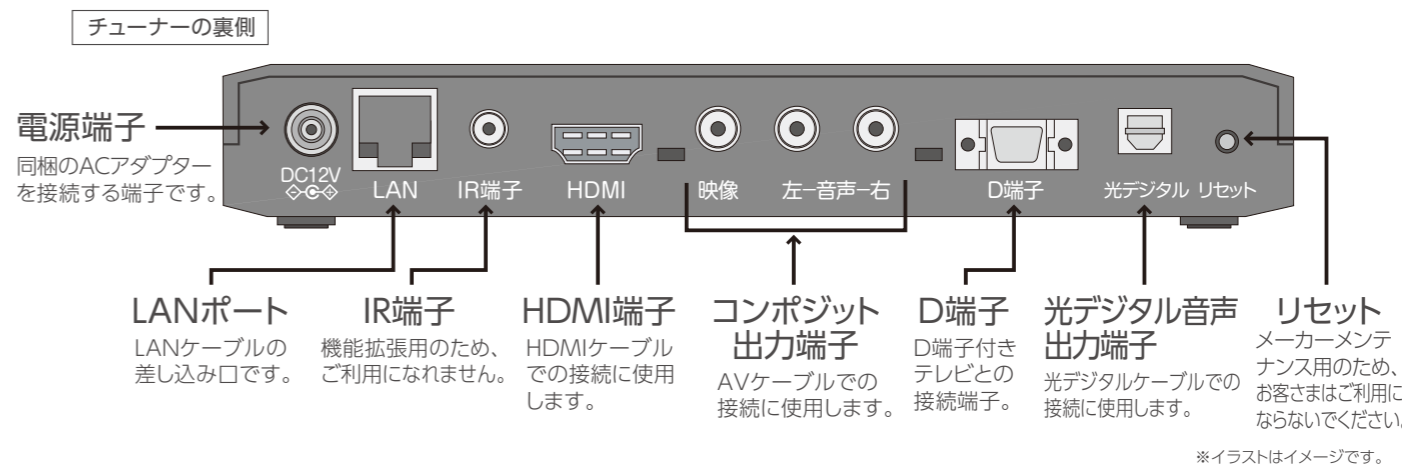 チューナーの裏側
電源端子
同梱のACアダプター
を接続する端子です。
DC12V
LAN
IR端子
HDMI
映像
左ー音声ー右
D端子
光デジタル
リセット
LANポート
LANケーブルの
差し込み口です。
IR端子
機能拡張用のため、
ご利用になれません。
HDMI端子
HDMIケーブル
での接続に使用
します。
コンポジット
出力端子
AVケーブルでの
接続に使用します。
D端子
D端子付き
テレビとの
接続端子。
光デジタル音声
出力端子
光デジタルケーブルでの
接続に使用します。
リセット
メーカーメンテ
ナンス用のため、
お客さまはご利用に
ならないでください。
※イラストはイメージです。